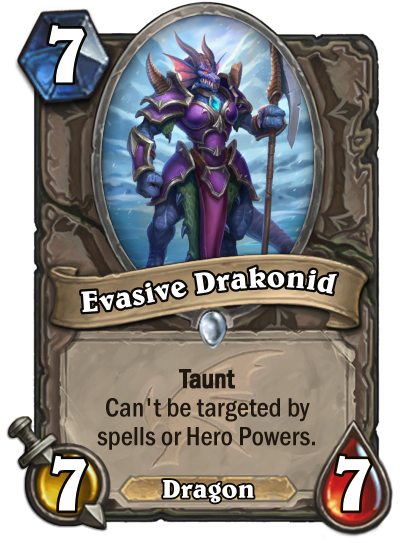 7
Evasive Drakonid
Taunt
Can't be targeted by
spells or Hero Powers.
7
Dragon
7